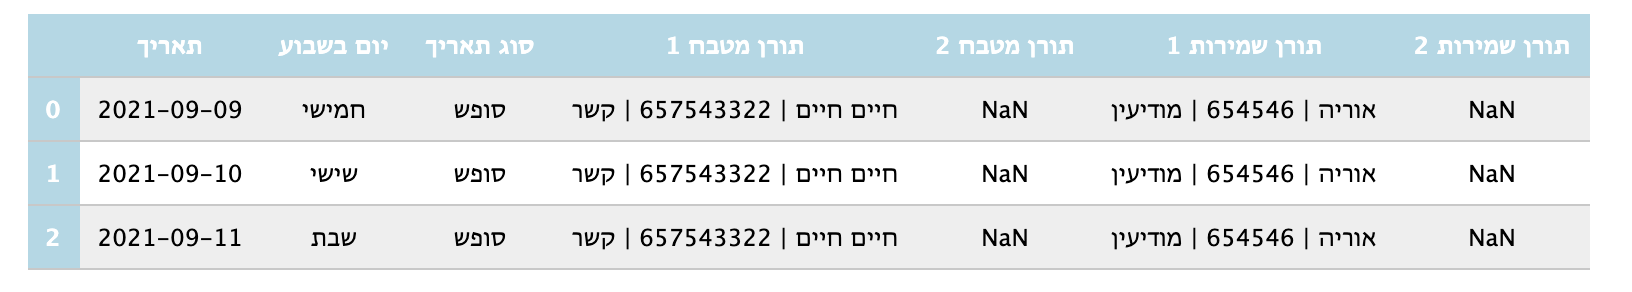 תאריך יום בשבוע סוג תאריך תורן מטבח 1 תורן מטבח 2 תורן שמירות 1 תורן שמירות 2
0 2021-09-09 חמישי סופש חיים חיים | 657543322 | קשר NaN אוריה | 654546 | מודיעין NaN
1 2021-09-10 שישי סופש חיים חיים | 657543322 | קשר NaN אוריה | 654546 | מודיעין NaN
2 2021-09-11 שבת סופש חיים חיים | 657543322 | קשר NaN אוריה | 654546 | מודיעין NaN